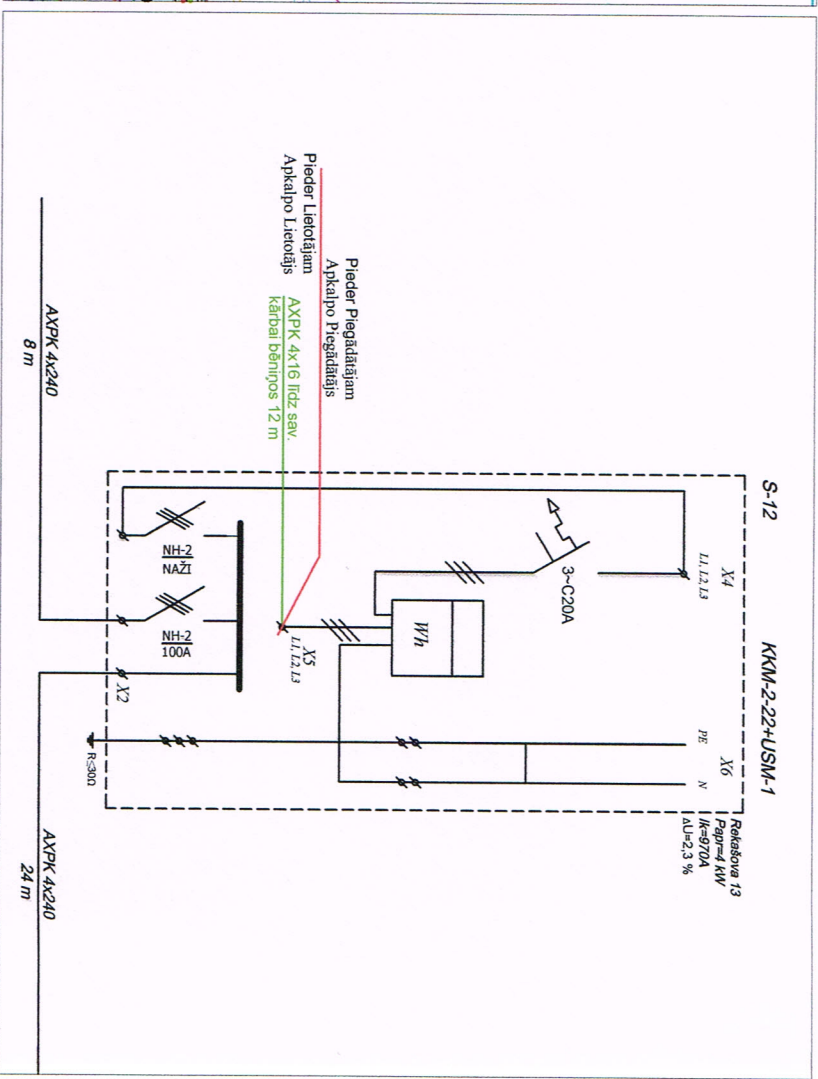 S-12
KKM-2-22+USM-1
X4
L1, L2, L3
X6
PE
N
Rekašova 13
Papr=4 kW
Ik=970A
ΔU=2,3 %
3~C20A
Wh
X5
L1, L2, L3
Pieder Piegādātājam
Apkalpo Piegādātājs
Pieder Lietotājam
Apkalpo Lietotājs
AXPK 4x16 līdz sav.
kārbai bēniņos 12 m
NH-2
NAŽI
NH-2
100A
X2
R≤30Ω
AXPK 4x240
8 m
AXPK 4x240
24 m